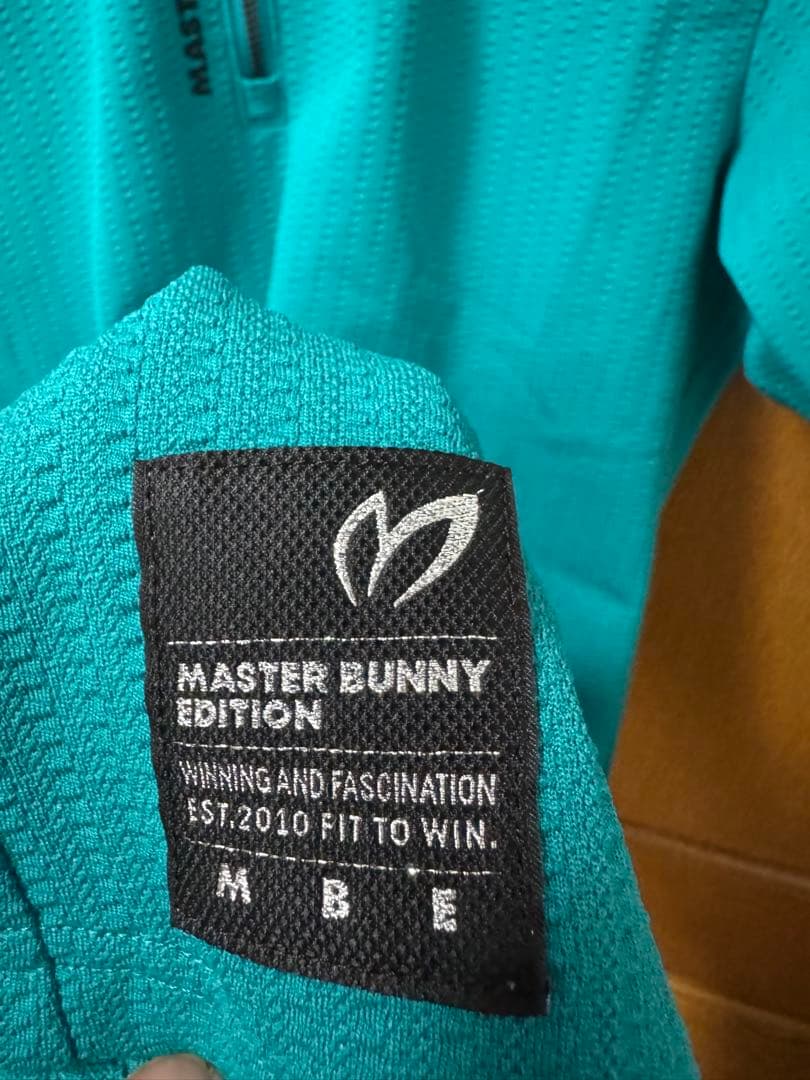 MAST
MASTER BUNNY
EDITION
WINNING AND FASCINATION
EST.2010 FIT TO WIN.
M B E